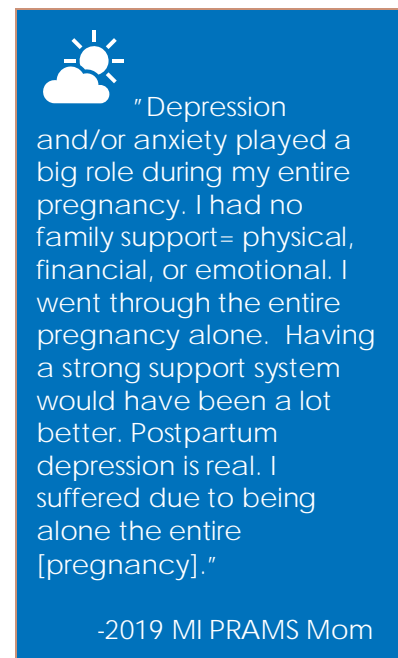 "Depression
and/or anxiety played a
big role during my entire
pregnancy. I had no
family support= physical,
financial, or emotional. I
went through the entire
pregnancy alone.  Having
a strong support system
would have been a lot
better. Postpartum
depression is real. I
suffered due to being
alone the entire
[pregnancy]."
-2019 MI PRAMS Mom